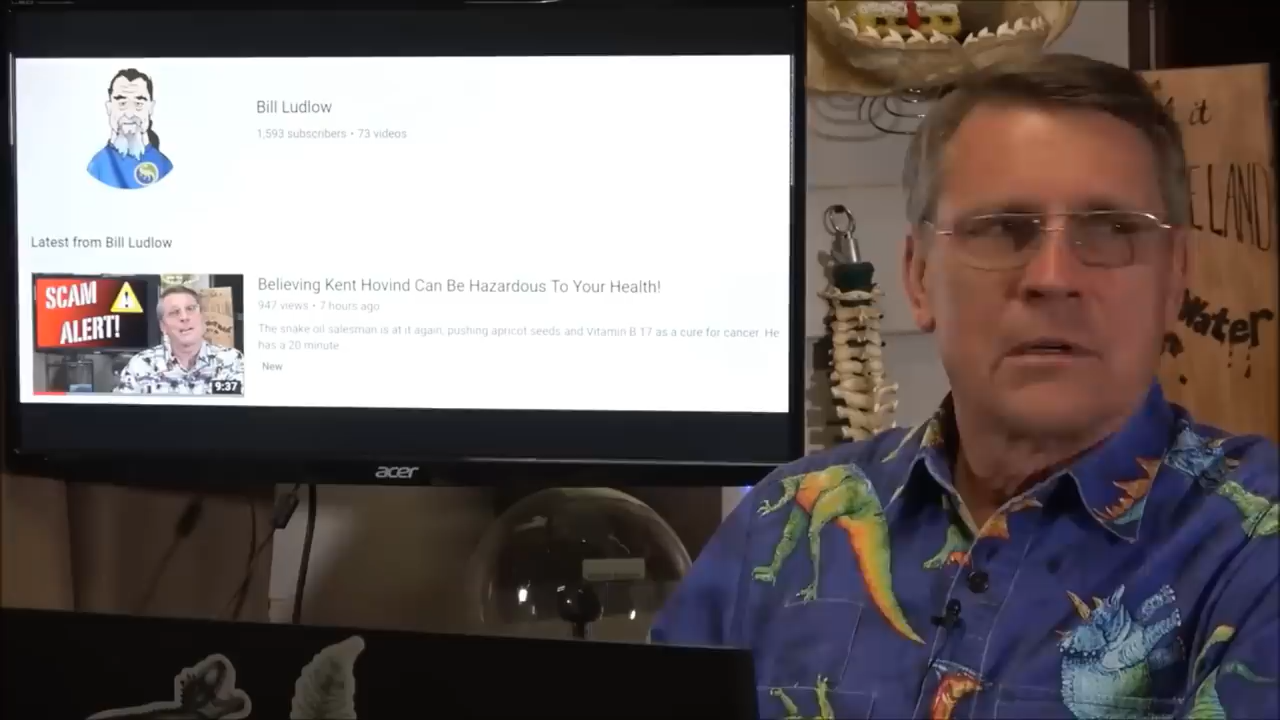 Bill Ludlow
1,593 subscribers • 73 videos
Latest from Bill Ludlow
SCAM
ALERT!
9:37
Believing Kent Hovind Can Be Hazardous To Your Health!
947 views • 7 hours ago
The snake oil salesman is at it again, pushing apricot seeds and Vitamin B 17 as a cure for cancer. He
has a 20 minute
New
acer
it
ELAND
Water